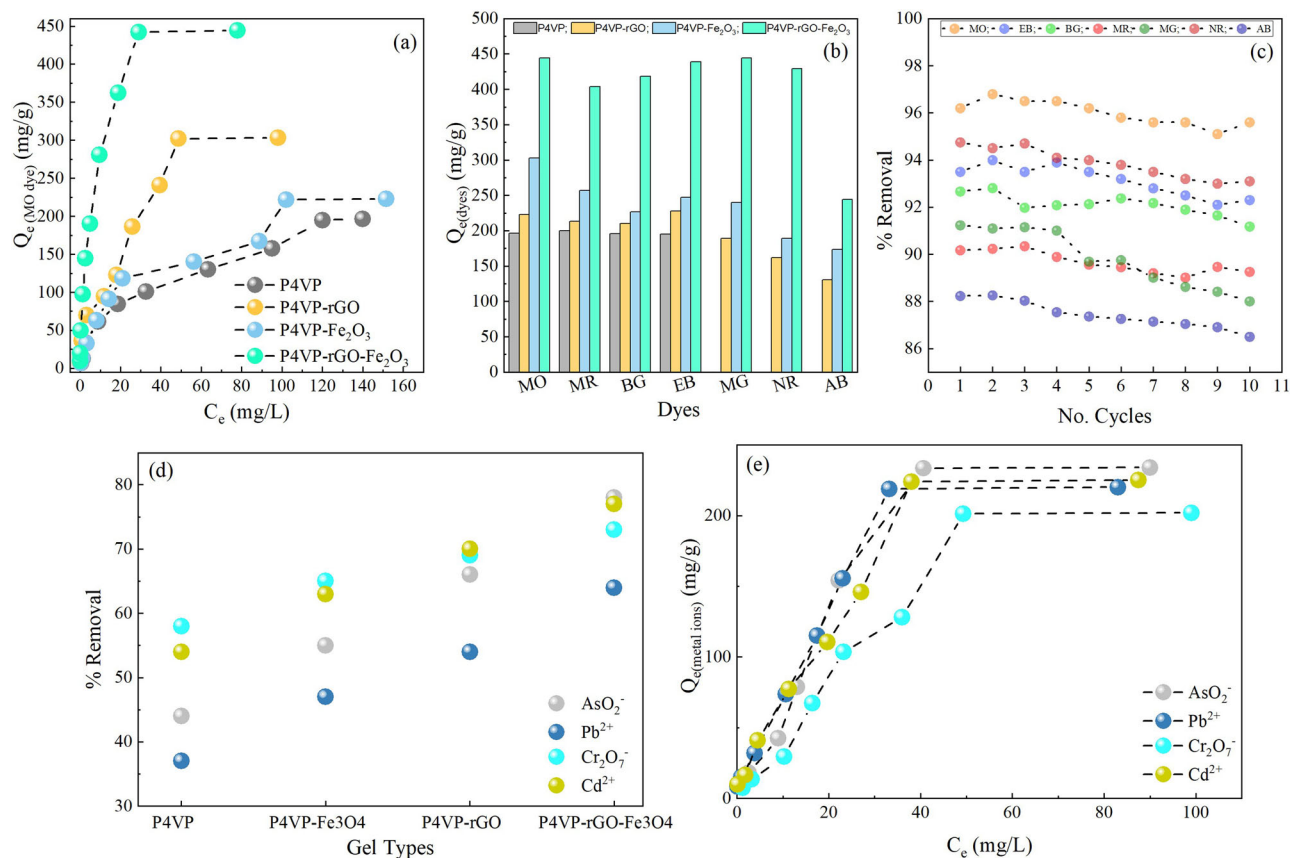 (a)
450
400
350
300
250
200
150
100
50
0
Qe (MO dye) (mg/g)
0 20 40 60 80 100 120 140 160
Ce (mg/L)
P4VP
P4VP-rGO
P4VP-Fe2O3
P4VP-rGO-Fe2O3
(b)
P4VP; P4VP-rGO; P4VP-Fe2O3; P4VP-rGO-Fe2O3
500
450
400
350
300
250
200
150
100
50
0
Qe(dyes) (mg/g)
MO MR BG EB MG NR AB
Dyes
(c)
MO; EB; BG; MR; MG; NR; AB
100
98
96
94
92
90
88
86
% Removal
0 1 2 3 4 5 6 7 8 9 10 11
No. Cycles
(d)
80
70
60
50
40
30
% Removal
AsO2-
Pb2+
Cr2O7-
Cd2+
P4VP P4VP-Fe3O4 P4VP-rGO P4VP-rGO-Fe3O4
Gel Types
(e)
200
100
0
Qe(metal ions) (mg/g)
AsO2-
Pb2+
Cr2O7-
Cd2+
0 20 40 60 80 100
Ce (mg/L)